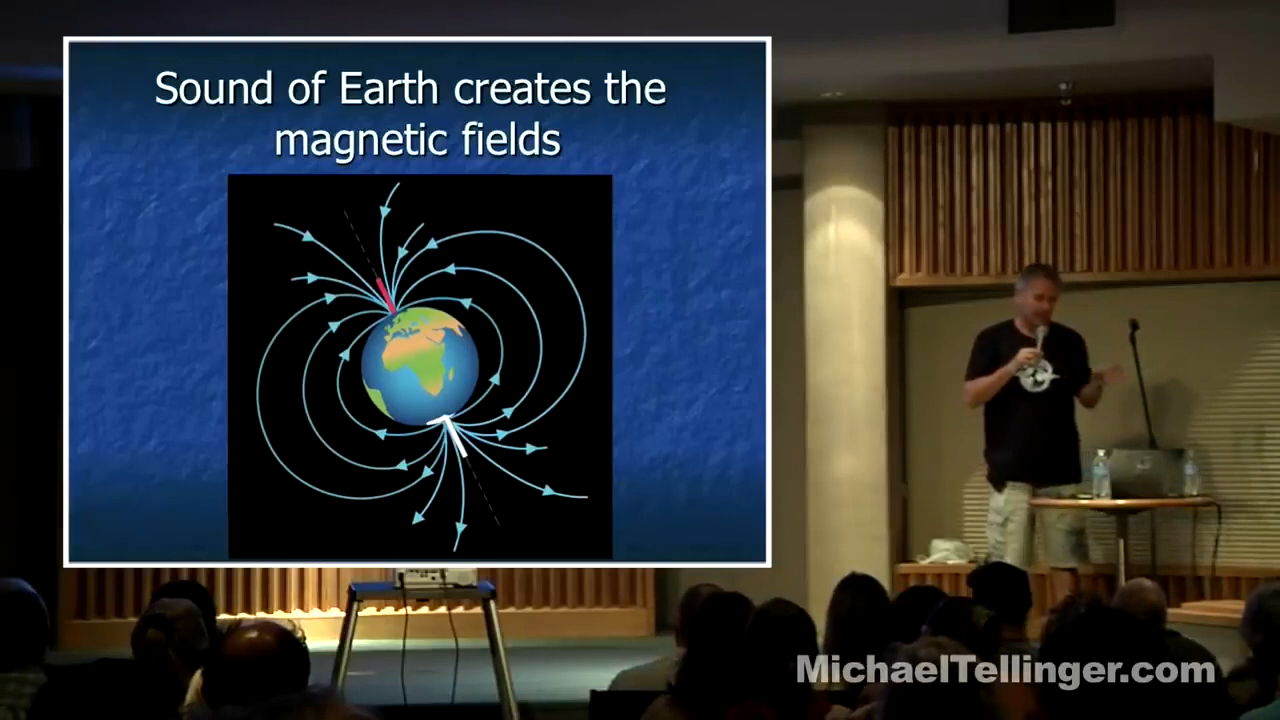 Sound of Earth creates the
magnetic fields
MichaelTellinger.com